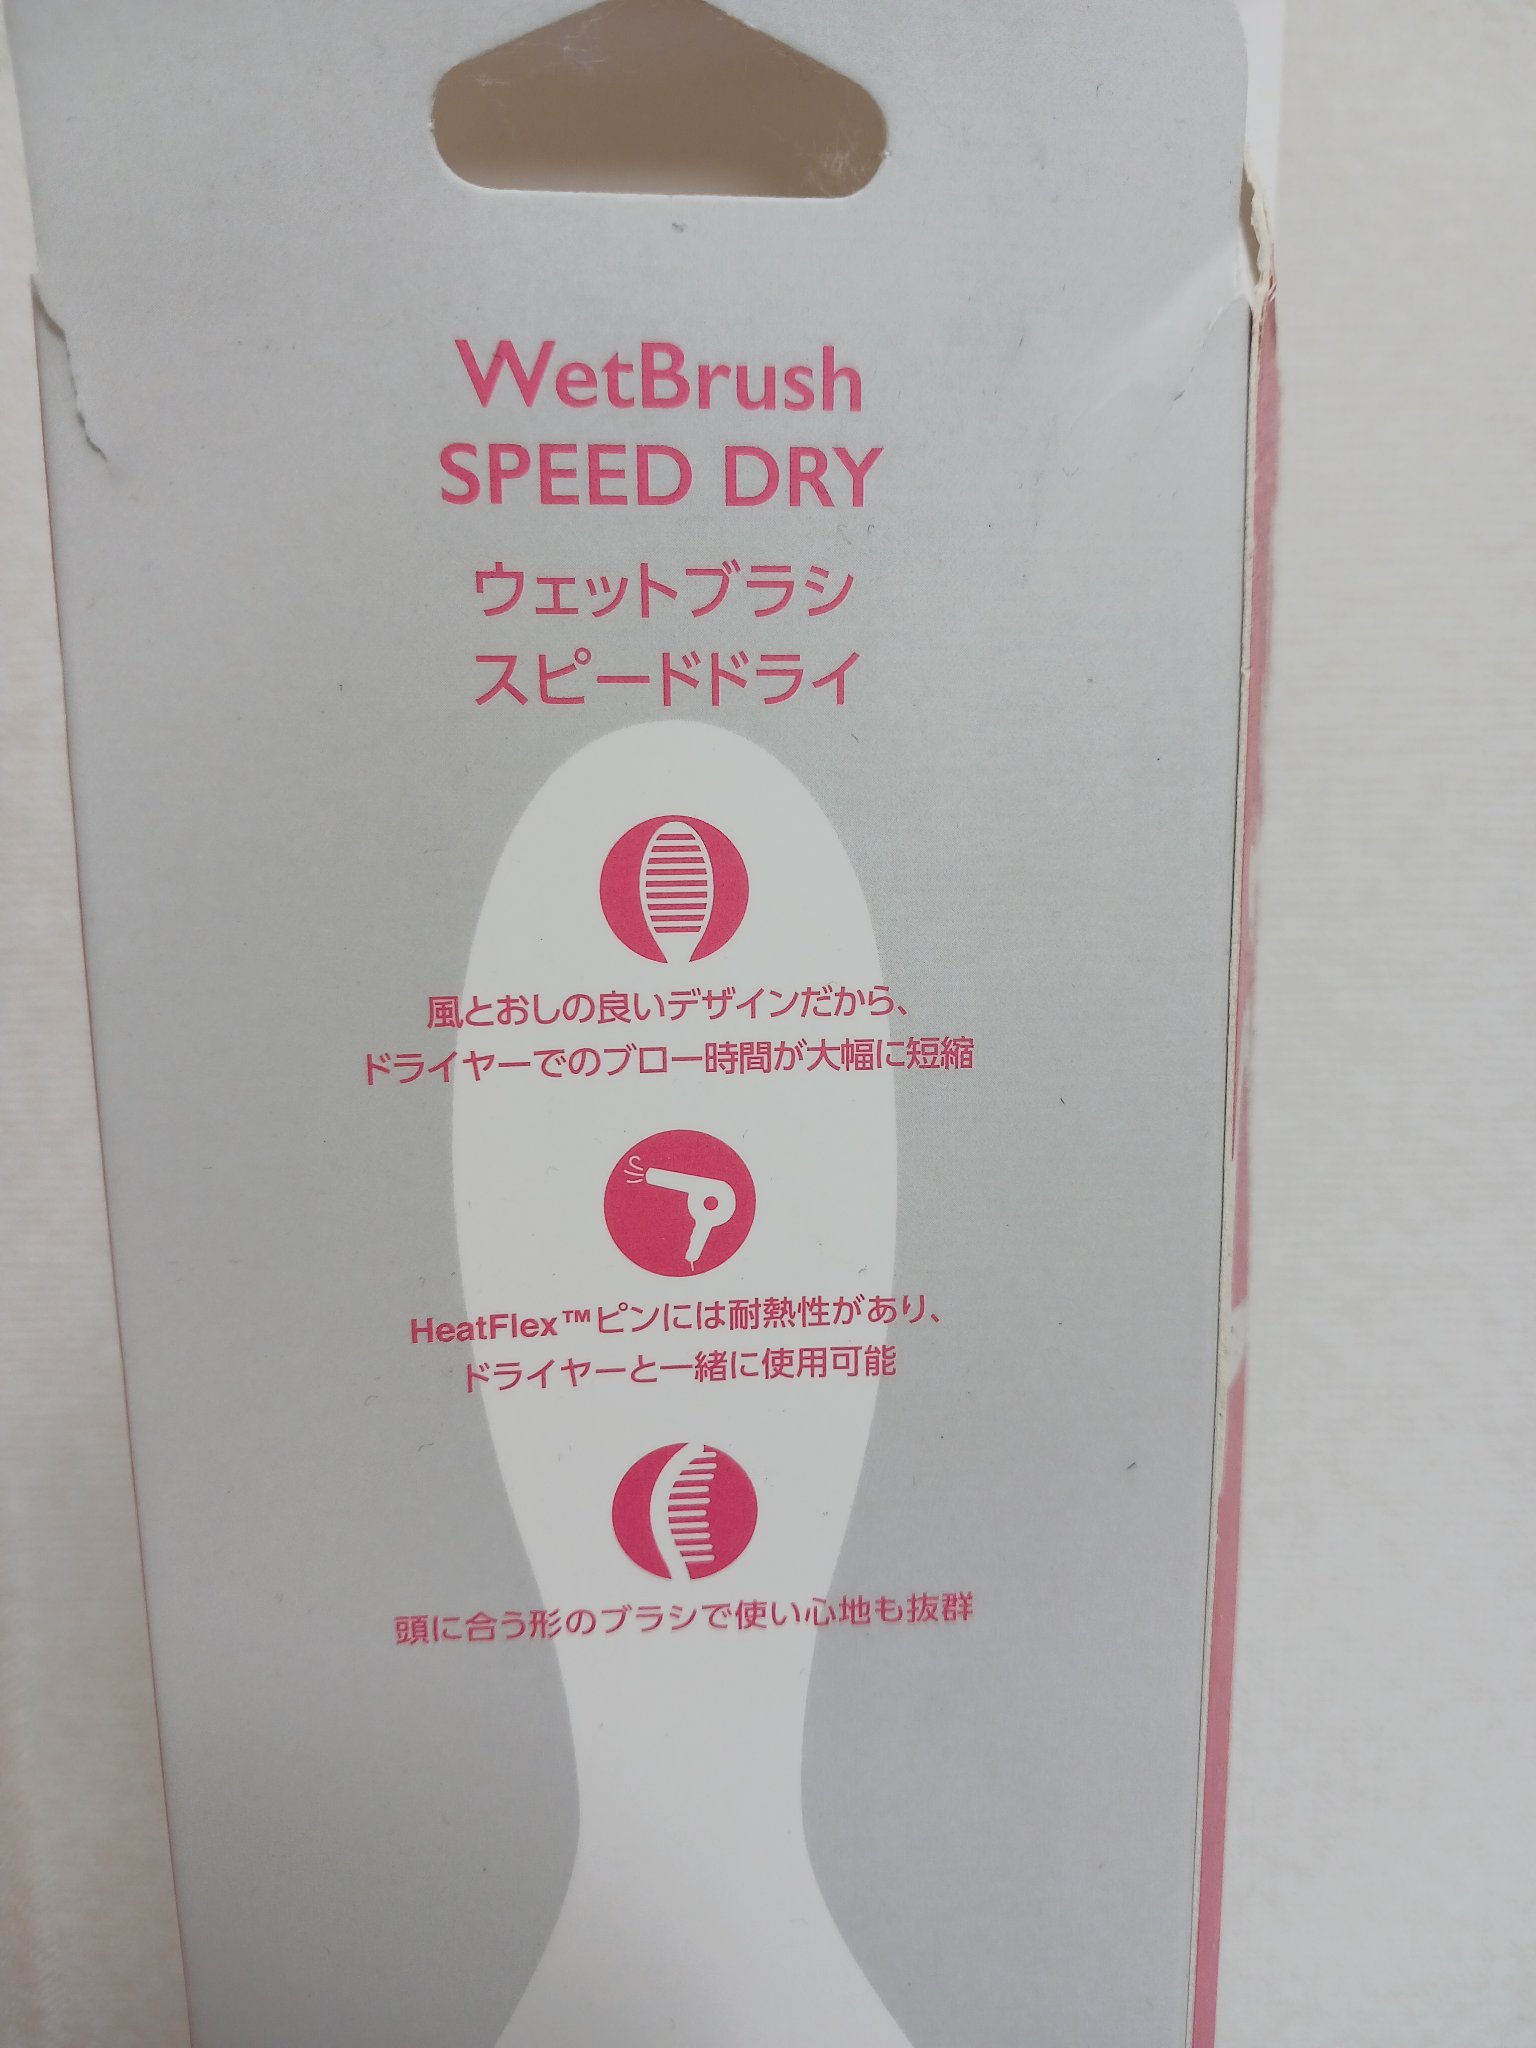 WetBrush
SPEED DRY
ウェットブラシ
スピードドライ
風とおしの良いデザインだから、
ドライヤーでのブロー時間が大幅に短縮
HeatFlex™ピンには耐熱性があり、
ドライヤーと一緒に使用可能
頭に合う形のブラシで使い心地も抜群